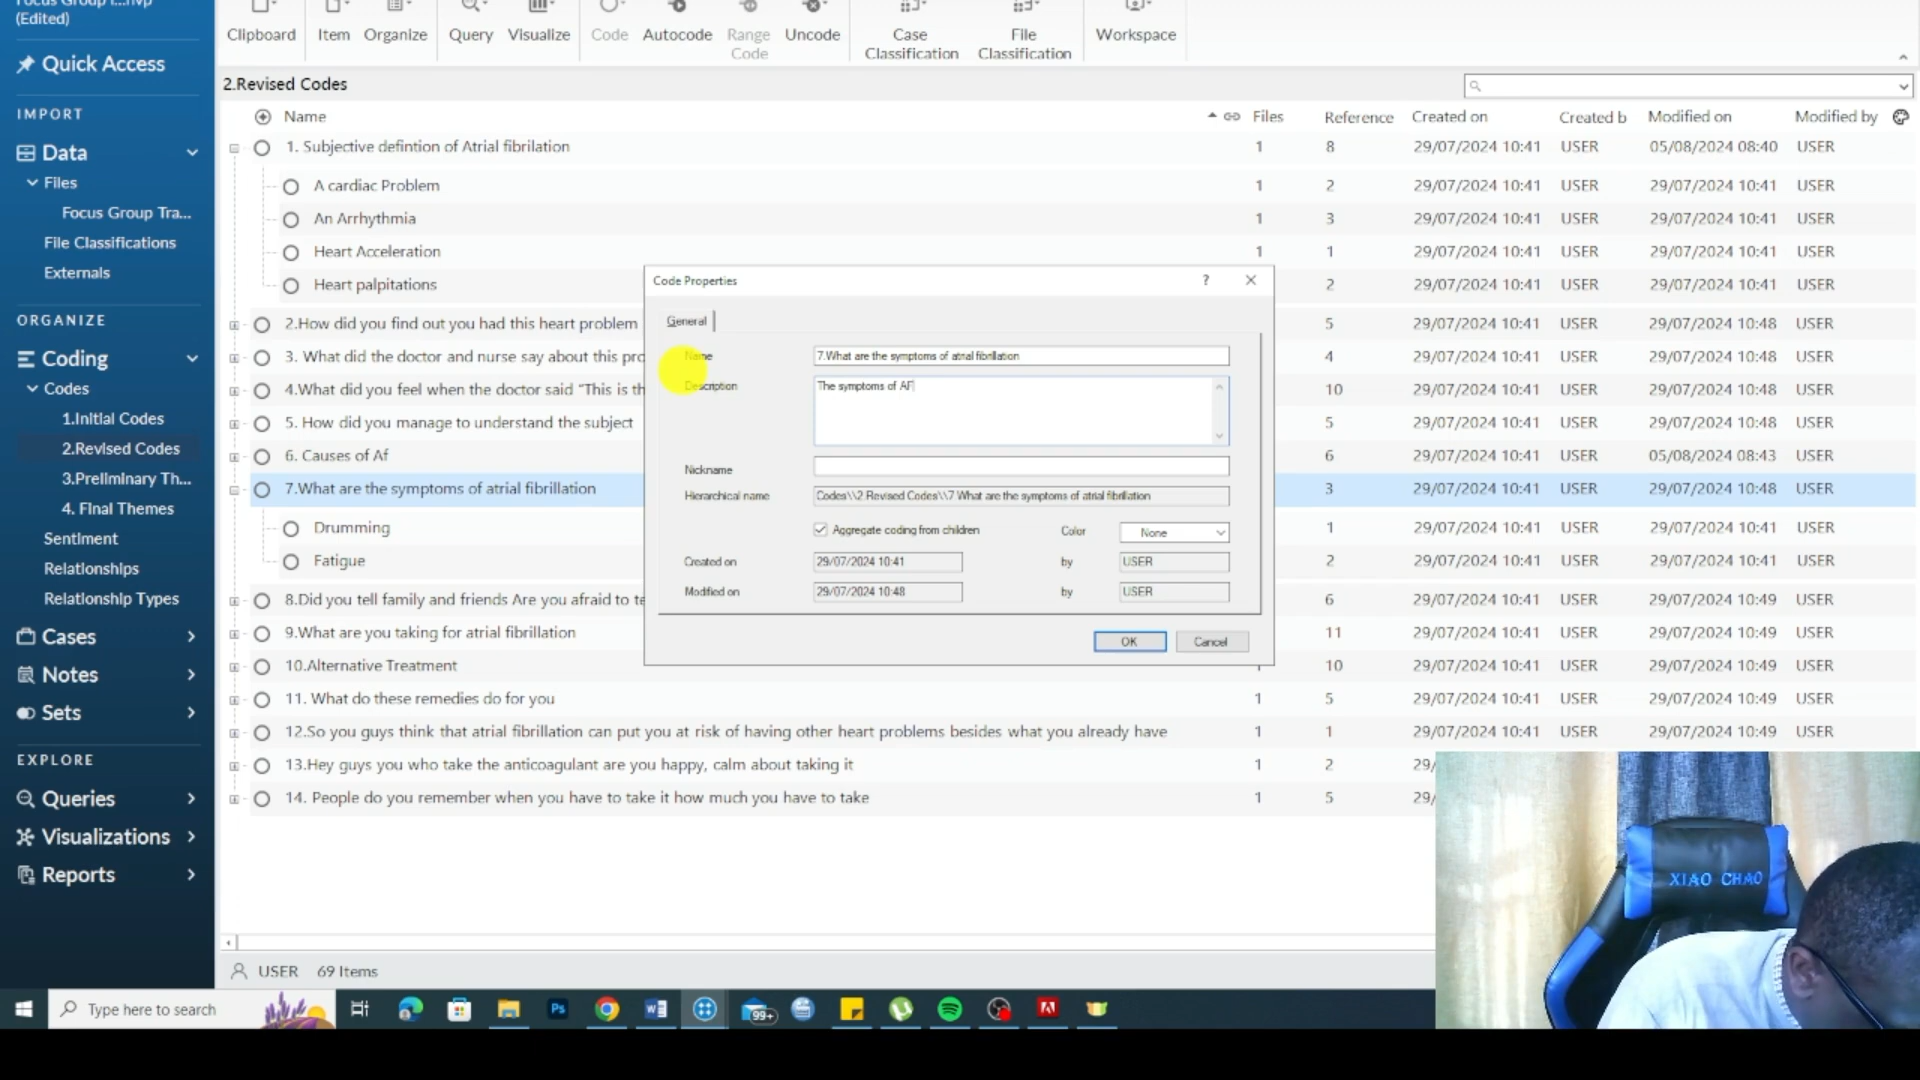 (Edited)
Quick Access
IMPORT
Data
Files
Focus Group Tra...
File Classifications
Externals
ORGANIZE
Coding
Codes
1.Initial Codes
2.Revised Codes
3.Preliminary Th...
4. Final Themes
Sentiment
Relationships
Relationship Types
Cases
Notes
Sets
EXPLORE
Queries
Visualizations
Reports
Clipboard Item Organize Query Visualize Code Autocode Range Code Uncode Case Classification File Classification Workspace
2.Revised Codes
Name Files Reference Created on Created b Modified on Modified by
1. Subjective defintion of Atrial fibrilation 1 8 29/07/2024 10:41 USER 05/08/2024 08:40 USER
A cardiac Problem 1 2 29/07/2024 10:41 USER 29/07/2024 10:41 USER
An Arrhythmia 1 3 29/07/2024 10:41 USER 29/07/2024 10:41 USER
Heart Acceleration 1 1 29/07/2024 10:41 USER 29/07/2024 10:41 USER
Heart palpitations 2 29/07/2024 10:41 USER 29/07/2024 10:41 USER
2.How did you find out you had this heart problem 5 29/07/2024 10:41 USER 29/07/2024 10:48 USER
3. What did the doctor and nurse say about this pro 4 29/07/2024 10:41 USER 29/07/2024 10:48 USER
4.What did you feel when the doctor said "This is th 10 29/07/2024 10:41 USER 29/07/2024 10:48 USER
5. How did you manage to understand the subject 5 29/07/2024 10:41 USER 29/07/2024 10:48 USER
6. Causes of Af 6 29/07/2024 10:41 USER 05/08/2024 08:43 USER
7.What are the symptoms of atrial fibrillation 3 29/07/2024 10:41 USER 29/07/2024 10:48 USER
Drumming 1 29/07/2024 10:41 USER 29/07/2024 10:41 USER
Fatigue 2 29/07/2024 10:41 USER 29/07/2024 10:41 USER
8.Did you tell family and friends Are you afraid to te 6 29/07/2024 10:41 USER 29/07/2024 10:49 USER
9.What are you taking for atrial fibrillation 11 29/07/2024 10:41 USER 29/07/2024 10:49 USER
10.Alternative Treatment 10 29/07/2024 10:41 USER 29/07/2024 10:49 USER
11. What do these remedies do for you 1 5 29/07/2024 10:41 USER 29/07/2024 10:49 USER
12.So you guys think that atrial fibrillation can put you at risk of having other heart problems besides what you already have 1 1 29/07/2024 10:41 USER 29/07/2024 10:49 USER
13.Hey guys you who take the anticoagulant are you happy, calm about taking it 1 2 29/
14. People do you remember when you have to take it how much you have to take 1 5 29/
Code Properties ?
General
Name 7.What are the symptoms of atrial fibrillation
Description The symptoms of AF
Nickname
Hierarchical name Codes\\2.Revised Codes\\7.What are the symptoms of atrial fibrillation
Aggregate coding from children Color None
Created on 29/07/2024 10:41 by USER
Modified on 29/07/2024 10:48 by USER
OK Cancel
XIAO CHAO
USER 69 Items
Type here to search
Ps
99+